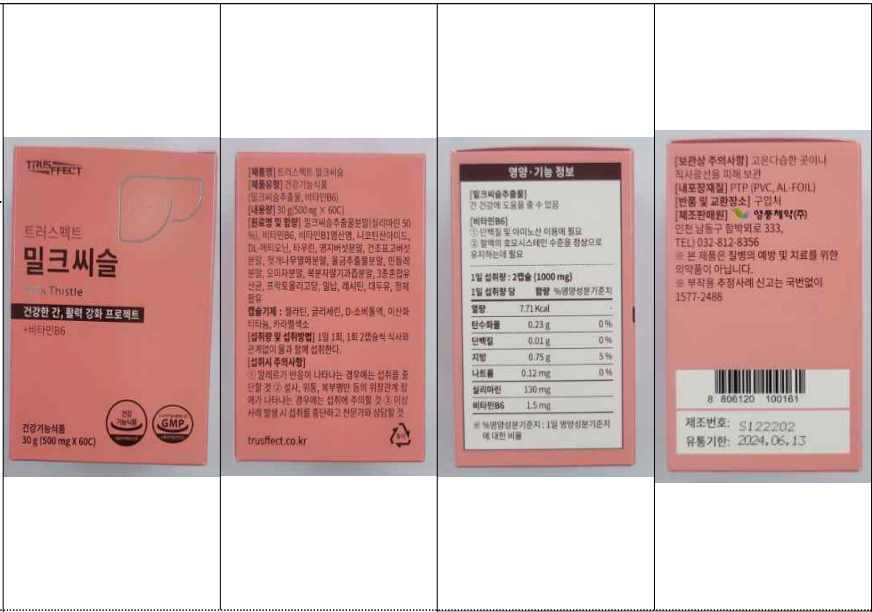 TRUSFFECT
트러스펙트
밀크씨슬
Milk Thistle
건강한 간, 활력 강화 프로젝트
+비타민B6
건강
기능식품
GMP
건강기능식품
30 g (500 mg X 60C)
[제품명] 트러스펙트 밀크씨슬
[제품유형] 건강기능식품
(밀크씨슬추출물, 비타민B6)
[내용량] 30 g(500 mg × 60C)
[원료명 및 함량] 밀크씨슬추출물분말(실리마린 50
%), 비타민B6, 비타민B1염산염, 니코틴산아미드,
DL-메티오닌, 타우린, 영지버섯분말, 건조표고버섯
분말, 헛개나무열매분말, 울금추출물분말, 민들레
분말, 오미자분말, 복분자딸기과즙분말, 3종혼합유
산균, 프락토올리고당, 밀납, 레시틴, 대두유, 정제
팜유
캡슐기제 : 젤라틴, 글리세린, D-소비톨액, 이산화
티타늄, 카라멜색소
[섭취량 및 섭취방법] 1일 1회, 1회 2캡슐씩 식사와
관계없이 물과 함께 섭취한다.
[섭취시 주의사항]
① 알레르기 반응이 나타나는 경우에는 섭취를 중
단할 것 ② 설사, 위통, 복부팽만 등의 위장관계 장
애가 나타나는 경우에는 섭취에 주의할 것 ③ 이상
사례 발생 시 섭취를 중단하고 전문가와 상담할 것
trusffect.co.kr
종이
영양·기능 정보
[밀크씨슬추출물]
간 건강에 도움을 줄 수 있음
[비타민B6]
① 단백질 및 아미노산 이용에 필요
② 혈액의 호모시스테인 수준을 정상으로
유지하는데 필요
1일 섭취량 : 2캡슐 (1000 mg)
1일 섭취량 당 함량 %영양성분기준치
열량 7.71 Kcal -
탄수화물 0.23 g 0 %
단백질 0.01 g 0 %
지방 0.75 g 5 %
나트륨 0.12 mg 0 %
실리마린 130 mg
비타민B6 1.5 mg
※ %영양성분기준치 : 1일 영양성분기준치
에 대한 비율
[보관상 주의사항] 고온다습한 곳이나
직사광선을 피해 보관
[내포장재질] PTP (PVC, AL-FOIL)
[반품 및 교환장소] 구입처
[제조판매원] 영풍제약(주)
인천 남동구 함박뫼로 333,
TEL) 032-812-8356
※ 본 제품은 질병의 예방 및 치료를 위한
의약품이 아닙니다.
※ 부작용 추정사례 신고는 국번없이
1577-2488
8 806120 100161
제조번호: S122202
유통기한: 2024.06.13